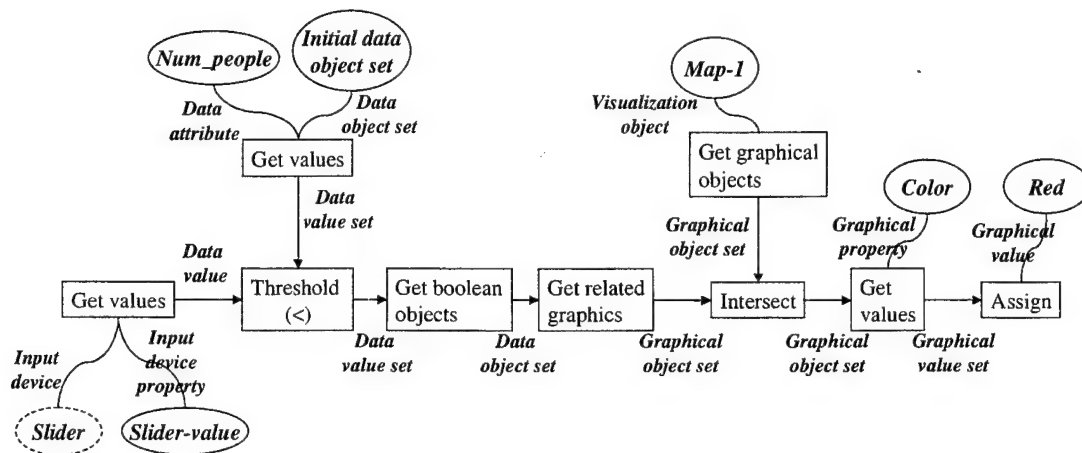 Num_people
Initial data
object set
Map-1
Data
attribute
Data
object set
Visualization
object
Get values
Get graphical
objects
Color
Red
Data
value set
Graphical
object set
Graphical
property
Graphical
value
Data
value
Get values
Threshold
(<)
Get boolean
objects
Get related
graphics
Intersect
Get
values
Assign
Data
value set
Data
object set
Graphical
object set
Graphical
object set
Graphical
value set
Input
device
Input
device
property
Slider
Slider-value